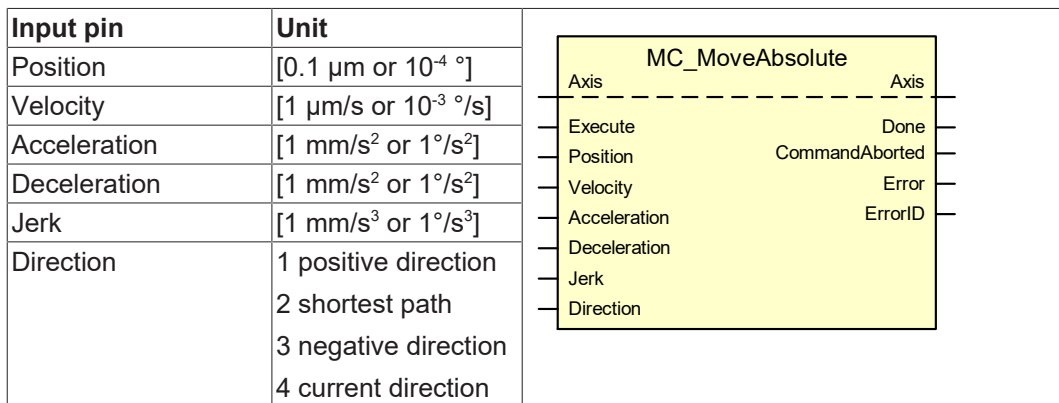 Input pin Unit
Position [0.1 µm or 10⁻⁴ °]
Velocity [1 µm/s or 10⁻³ °/s]
Acceleration [1 mm/s² or 1°/s²]
Deceleration [1 mm/s² or 1°/s²]
Jerk [1 mm/s³ or 1°/s³]
Direction 1 positive direction
2 shortest path
3 negative direction
4 current direction
MC_MoveAbsolute
Axis Axis
Execute Done
Position CommandAborted
Velocity Error
Acceleration ErrorID
Deceleration
Jerk
Direction